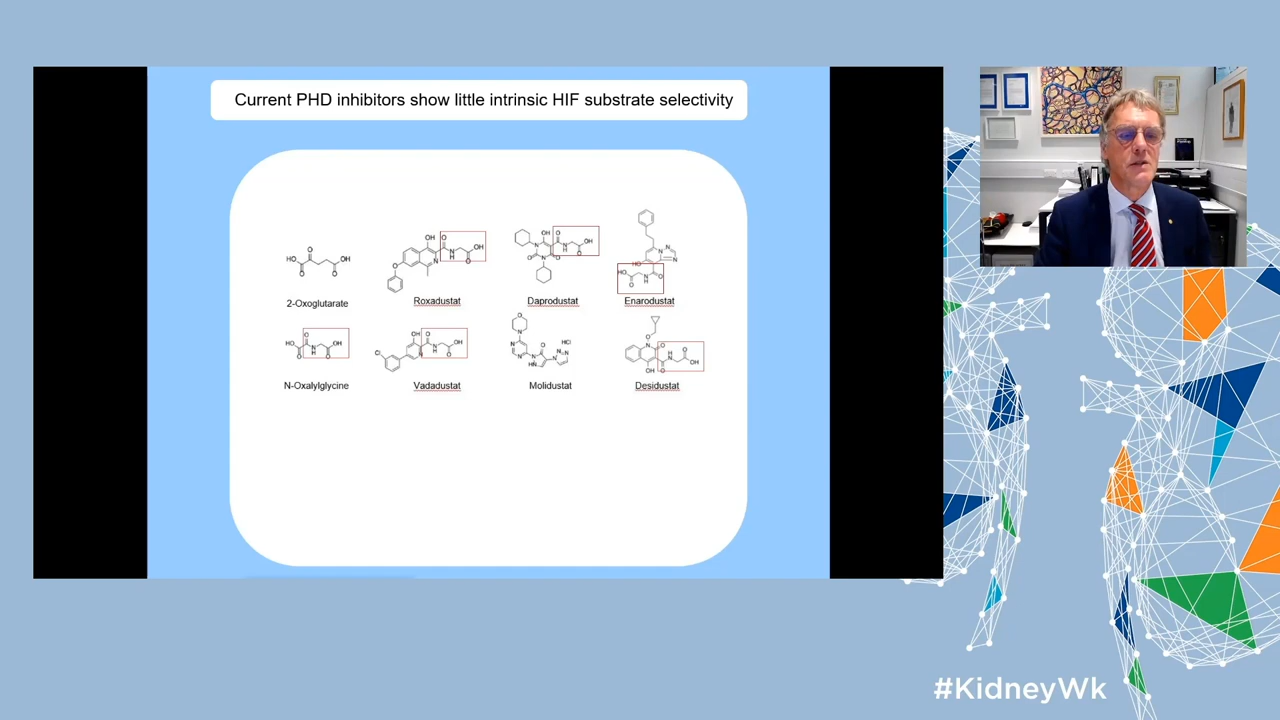 Current PHD inhibitors show little intrinsic HIF substrate selectivity
2-Oxoglutarate
Roxadustat
Daprodustat
Enarodustat
N-Oxalylglycine
Vadadustat
Molidustat
Desidustat
#KidneyWk